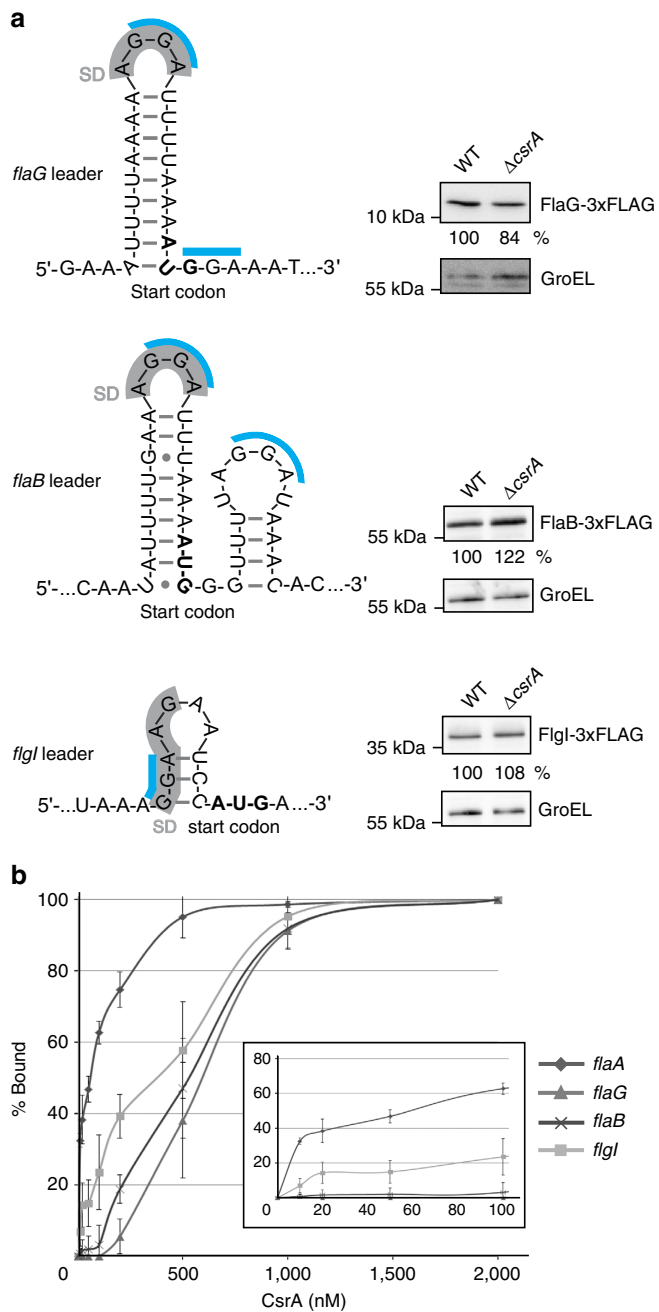 a
SD
A G-G A
flaG leader
5'-G-A-A-A
U-G-G-A-A-A-T...-3'
Start codon
WT ΔcsrA
10 kDa
FlaG-3xFLAG
100 84 %
55 kDa
GroEL
SD
A G-G A
flaB leader
5'-...C-A-A-U
G-G-G
C-A-C...-3'
Start codon
WT ΔcsrA
55 kDa
FlaB-3xFLAG
100 122 %
55 kDa
GroEL
flgI leader
5'-...U-A-A-A-G
C-A-U-G-A...-3'
SD
start codon
WT ΔcsrA
35 kDa
FlgI-3xFLAG
100 108 %
55 kDa
GroEL
b
% Bound
100
80
60
40
20
0 500 1,000 1,500 2,000
CsrA (nM)
80
60
40
20
0 20 40 60 80 100
flaA
flaG
flaB
flgI